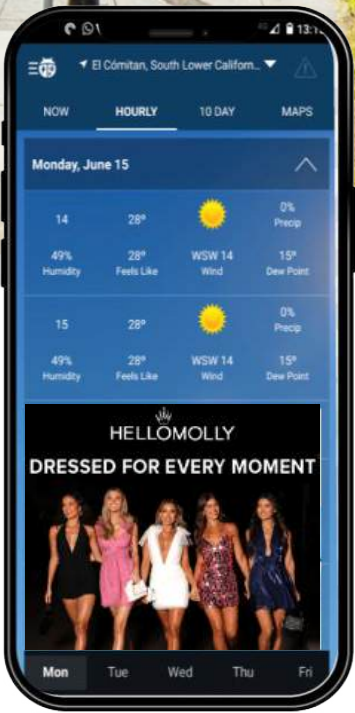 13:1
El Cómitan, South Lower Californ...
NOW HOURLY 10 DAY MAPS
Monday, June 15
14 28° 0%
Precip
49% 28° WSW 14 15°
Humidity Feels Like Wind Dew Point
15 28° 0%
Precip
49% 28° WSW 14 15°
Humidity Feels Like Wind Dew Point
HELLOMOLLY
DRESSED FOR EVERY MOMENT
Mon Tue Wed Thu Fri